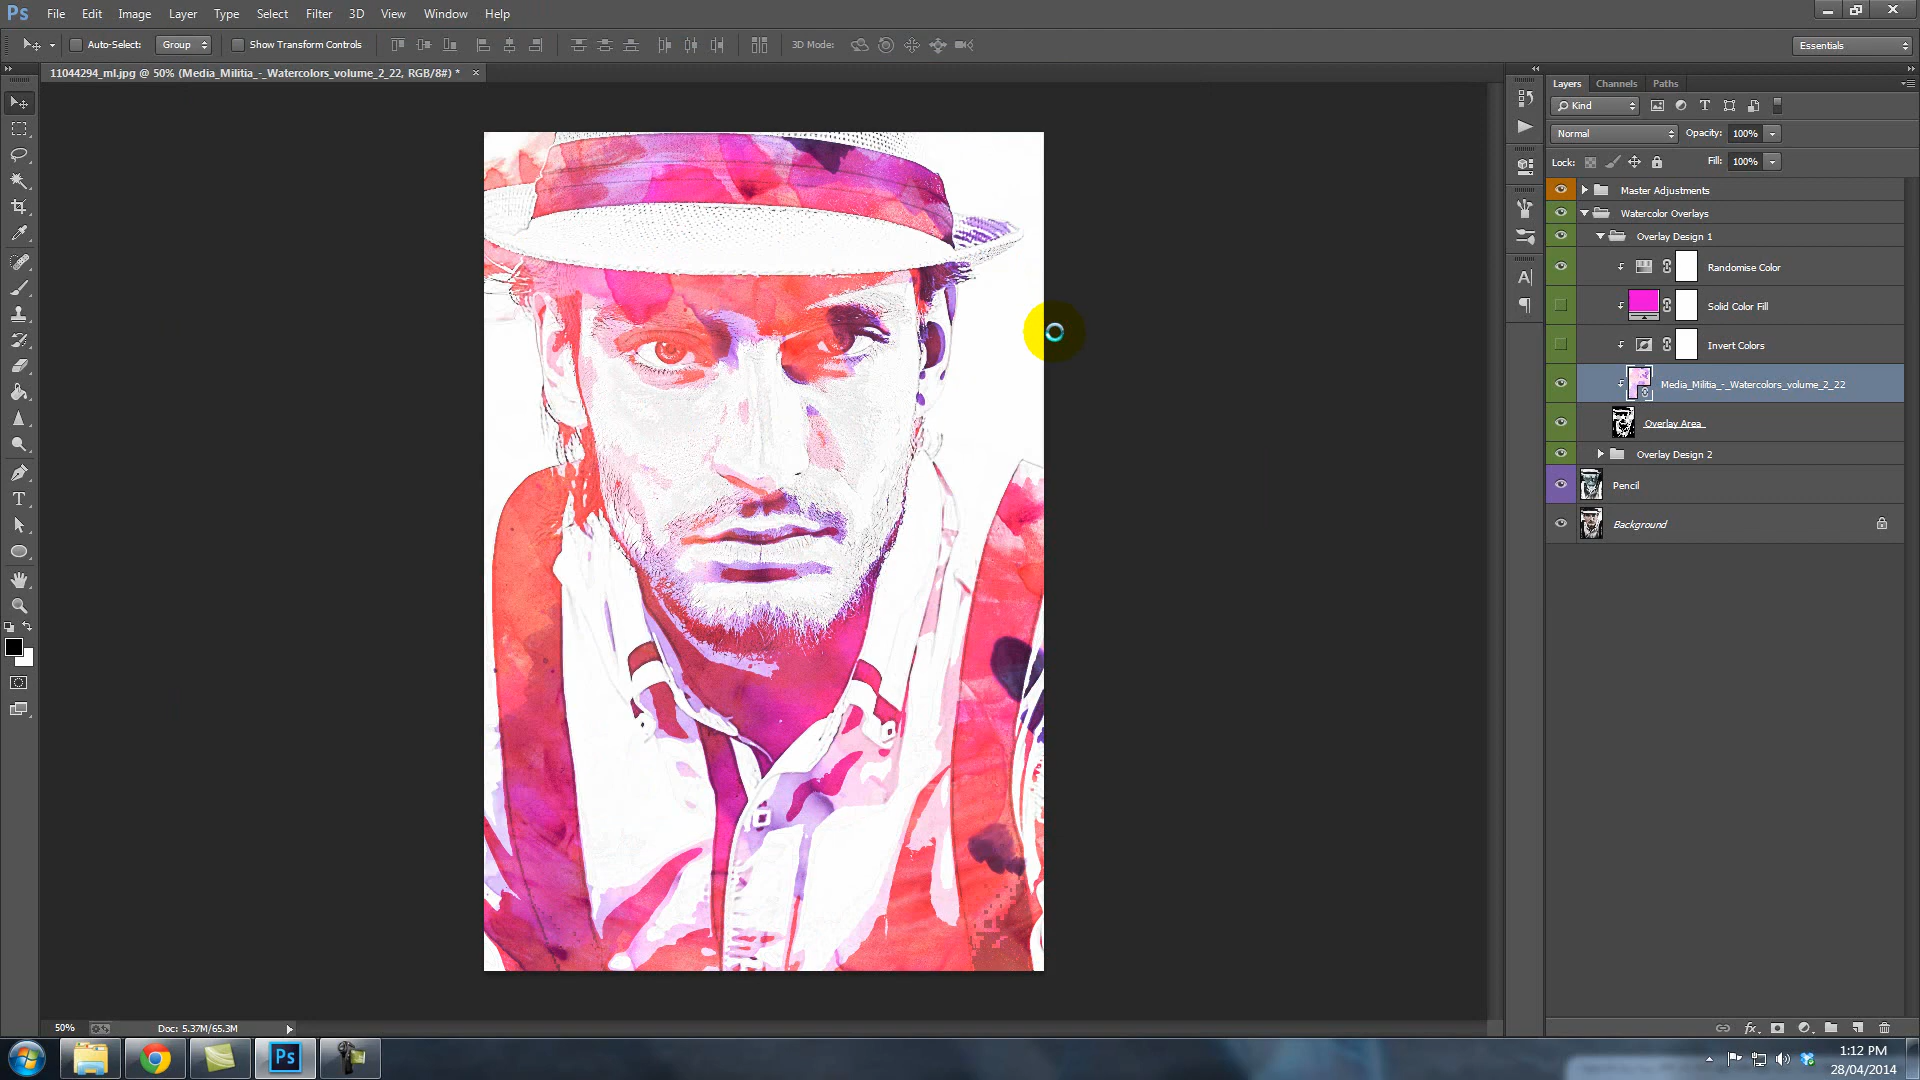 Ps File Edit Image Layer Type Select Filter 3D View Window Help
Auto-Select: Group Show Transform Controls 3D Mode: Essentials
11044294_ml.jpg @ 50% (Media_Militia_-_Watercolors_volume_2_22, RGB/8#) * ×
Layers Channels Paths
Kind
Normal Opacity: 100%
Lock: Fill: 100%
Master Adjustments
Watercolor Overlays
Overlay Design 1
Randomise Color
Solid Color Fill
Invert Colors
Media_Militia_-_Watercolors_volume_2_22
Overlay Area
Overlay Design 2
Pencil
Background
50% Doc: 5.37M/65.3M
fx
Ps
1:12 PM
28/04/2014